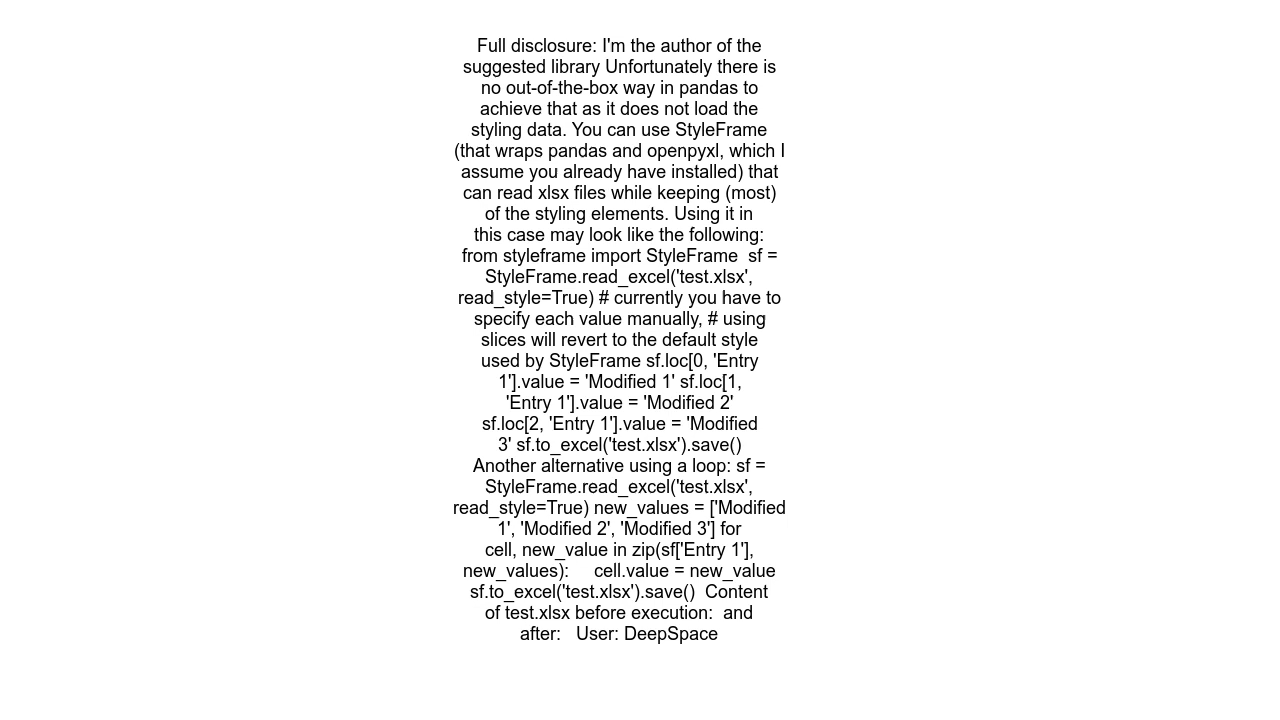 Full disclosure: I'm the author of the
suggested library Unfortunately there is
no out-of-the-box way in pandas to
achieve that as it does not load the
styling data. You can use StyleFrame
(that wraps pandas and openpyxl, which I
assume you already have installed) that
can read xlsx files while keeping (most)
of the styling elements. Using it in
this case may look like the following:
from styleframe import StyleFrame  sf =
StyleFrame.read_excel('test.xlsx',
read_style=True) # currently you have to
specify each value manually, # using
slices will revert to the default style
used by StyleFrame sf.loc[0, 'Entry
1'].value = 'Modified 1' sf.loc[1,
'Entry 1'].value = 'Modified 2'
sf.loc[2, 'Entry 1'].value = 'Modified
3' sf.to_excel('test.xlsx').save()
Another alternative using a loop: sf =
StyleFrame.read_excel('test.xlsx',
read_style=True) new_values = ['Modified
1', 'Modified 2', 'Modified 3'] for
cell, new_value in zip(sf['Entry 1'],
new_values):     cell.value = new_value
sf.to_excel('test.xlsx').save()  Content
of test.xlsx before execution:  and
after:   User: DeepSpace